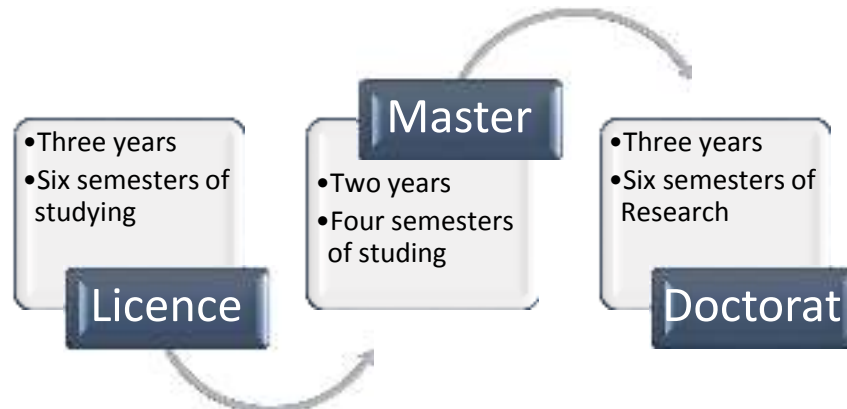 •Three years
•Six semesters of
studying
Licence
Master
•Two years
•Four semesters
of studing
•Three years
•Six semesters of
Research
Doctorat